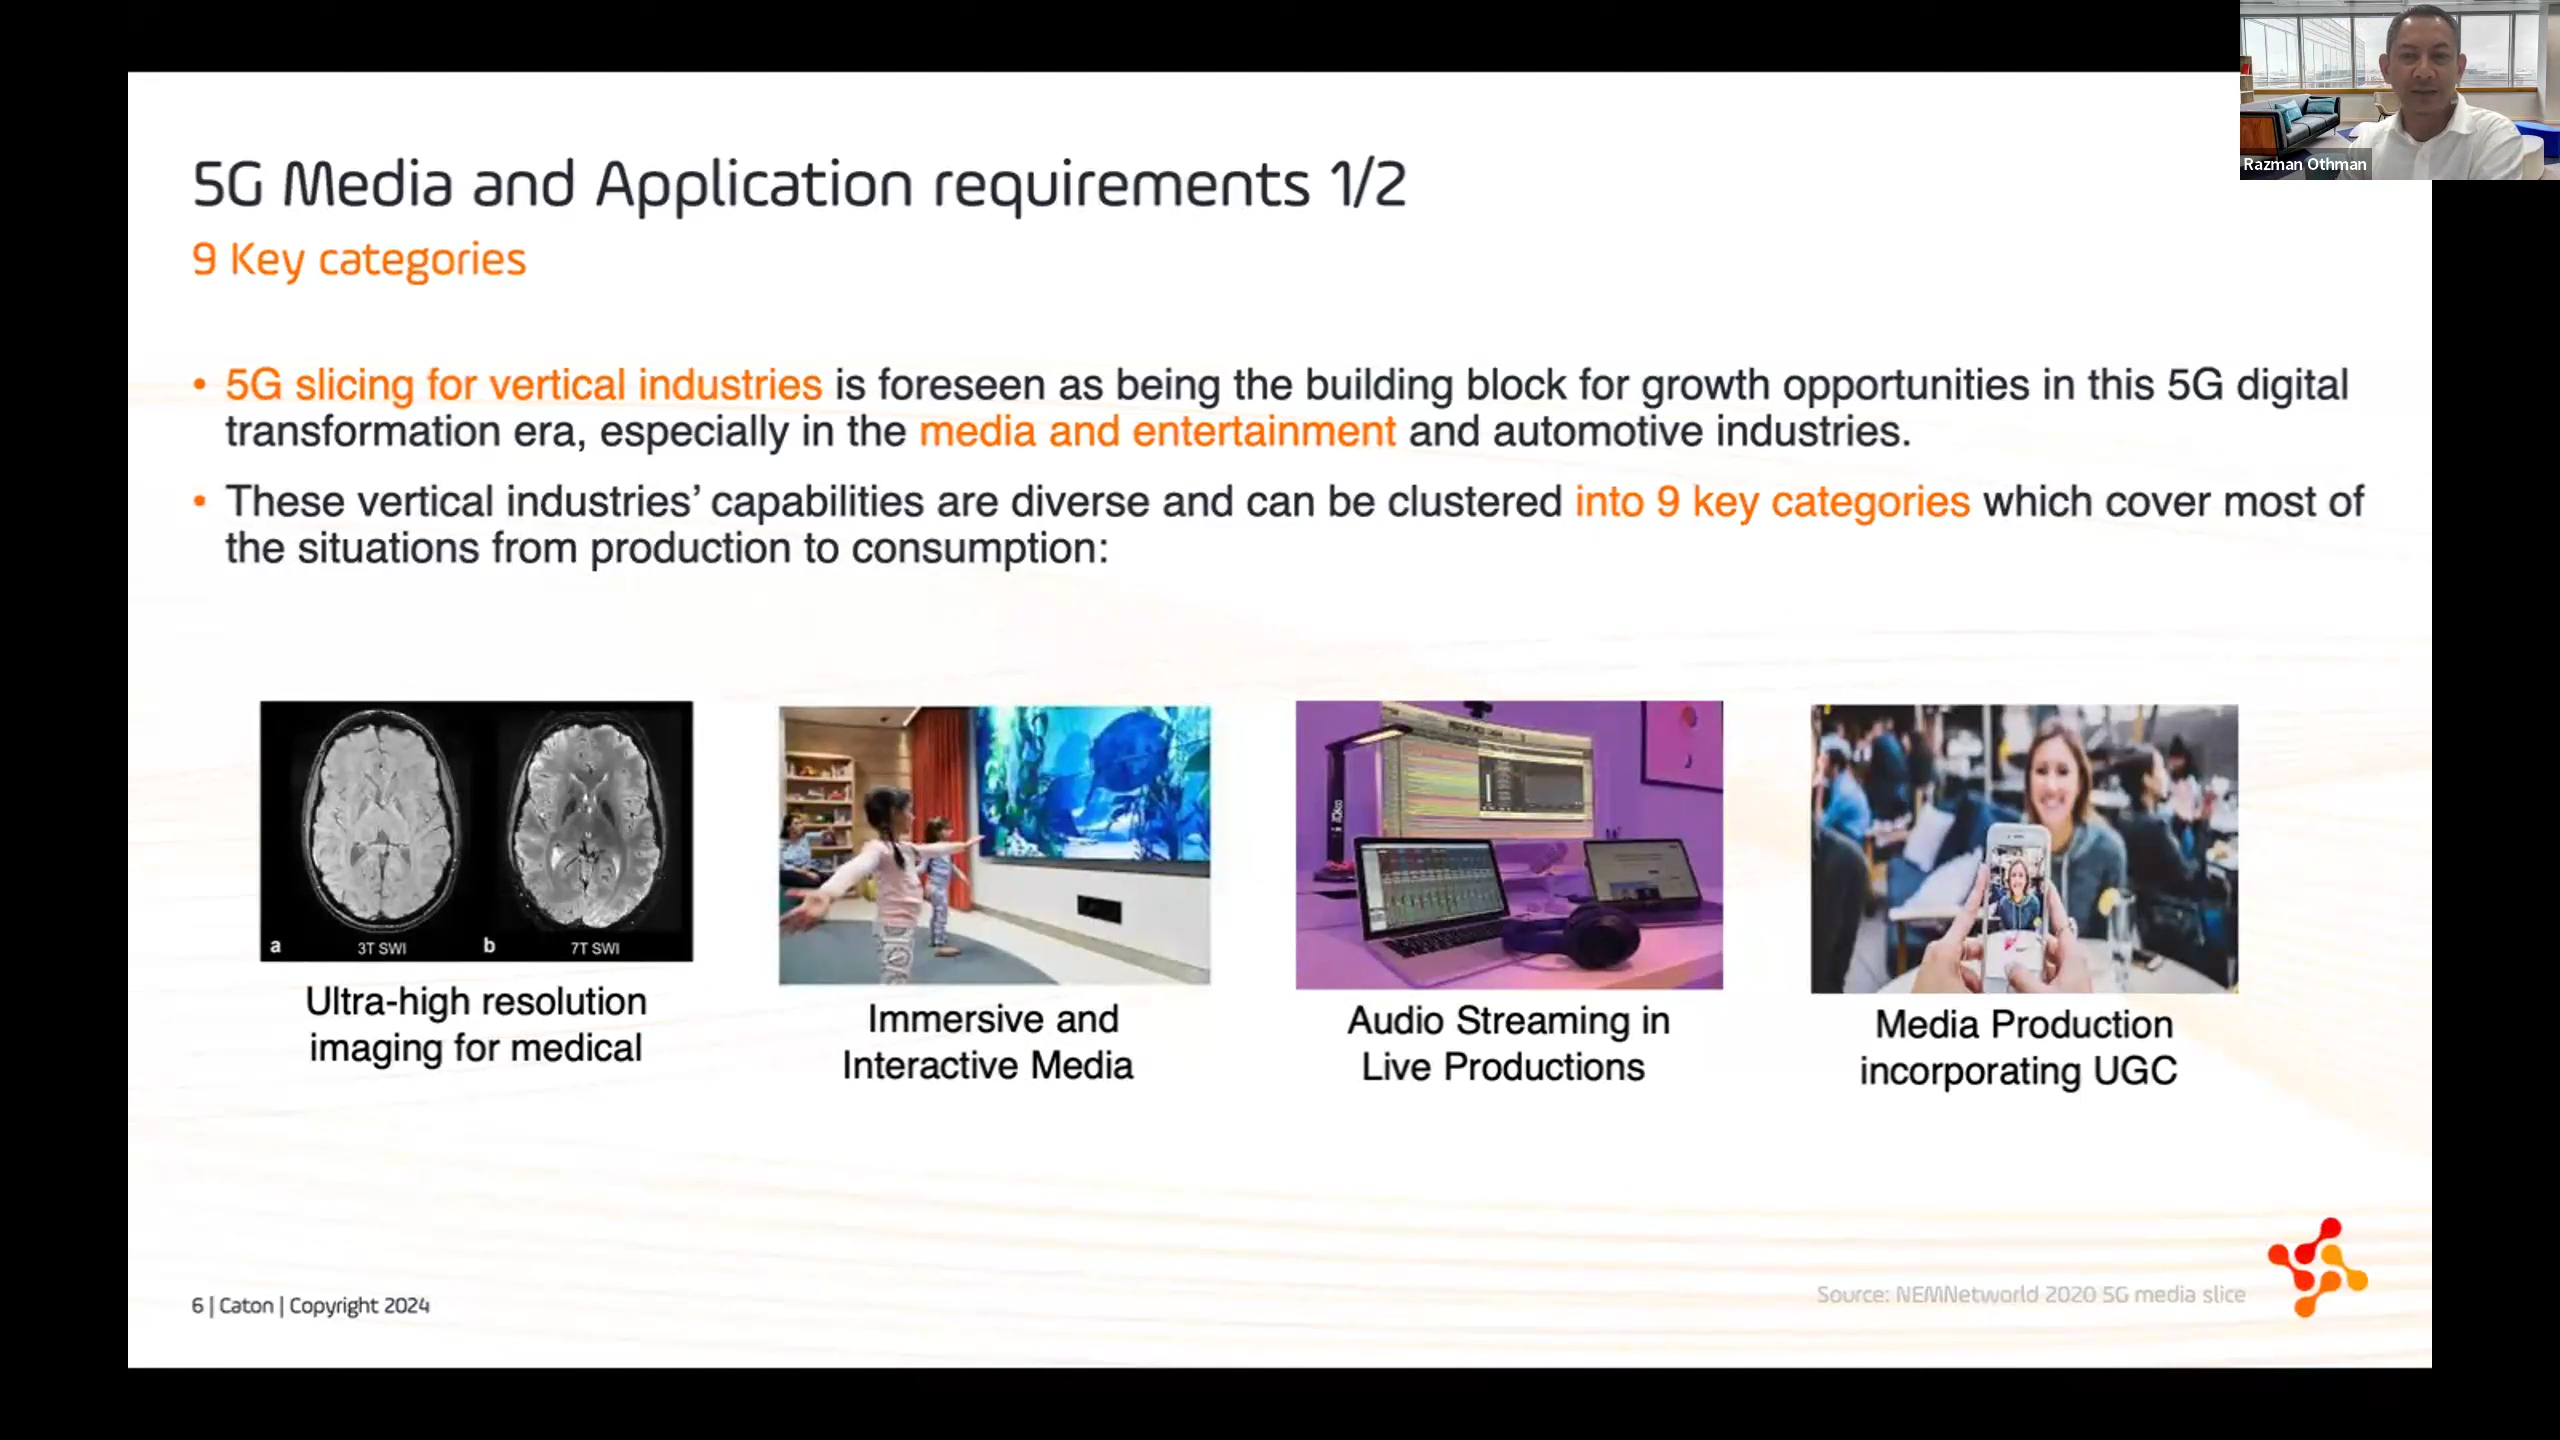 Razman Othman
5G Media and Application requirements 1/2
9 Key categories
• 5G slicing for vertical industries is foreseen as being the building block for growth opportunities in this 5G digital
transformation era, especially in the media and entertainment and automotive industries.
• These vertical industries’ capabilities are diverse and can be clustered into 9 key categories which cover most of
the situations from production to consumption:
a 3T SWI b 7T SWI
Ultra-high resolution
imaging for medical
Immersive and
Interactive Media
Audio Streaming in
Live Productions
Media Production
incorporating UGC
6 | Caton | Copyright 2024
Source: NEMNetworld 2020 5G media slice